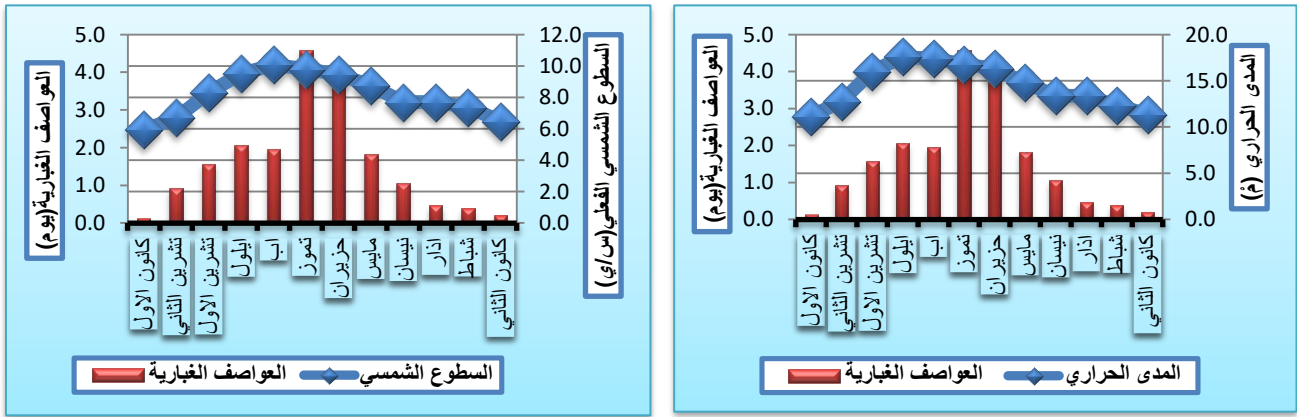 5.0
4.0
3.0
2.0
1.0
0.0
العواصف الغبارية(يوم)
12.0
10.0
8.0
6.0
4.0
2.0
0.0
السطوع الشمسي الفعلي(س/ي)
كانون الاول
تشرين الثاني
تشرين الاول
ايلول
اب
تموز
حزيران
مايس
نيسان
اذار
شباط
كانون الثاني
العواصف الغبارية
السطوع الشمسي
5.0
4.0
3.0
2.0
1.0
0.0
العواصف الغبارية(يوم)
20.0
15.0
10.0
5.0
0.0
المدى الحراري (مْ)
كانون الاول
تشرين الثاني
تشرين الاول
ايلول
اب
تموز
حزيران
مايس
نيسان
اذار
شباط
كانون الثاني
العواصف الغبارية
المدى الحراري